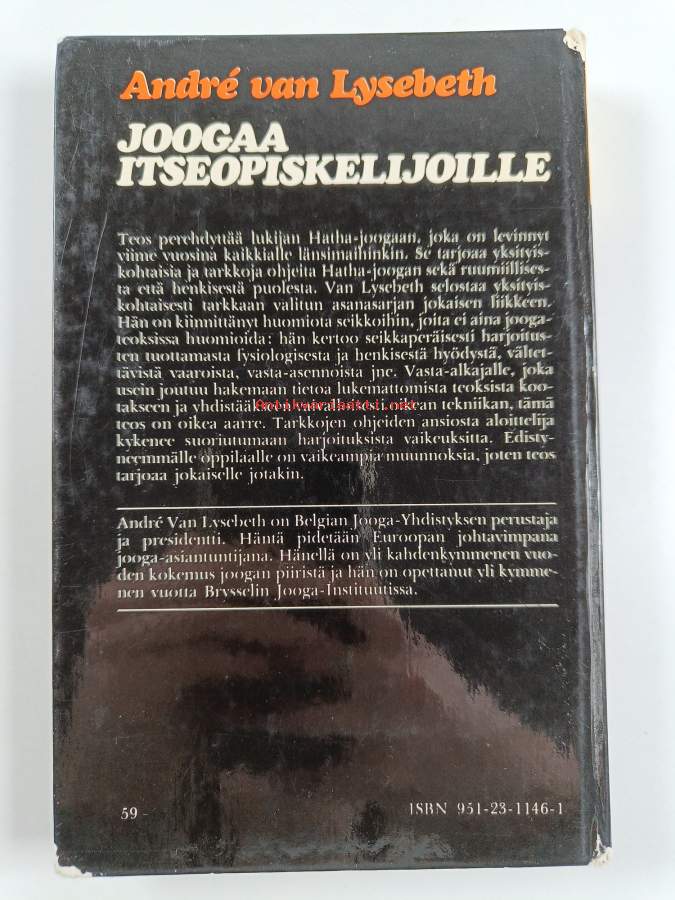 André van Lysebeth
JOOGAA
ITSEOPISKELIJOILLE
Teos perehdyttää lukijan Hatha-joogaan, joka on levinnyt
viime vuosina kaikkialle länsimaihinkin. Se tarjoaa yksityis-
kohtaisia ja tarkkoja ohjeita Hatha-joogan sekä ruumiillises-
ta että henkisestä puolesta. Van Lysebeth selostaa yksityis-
kohtaisesti tarkkaan valitun asanasarjan jokaisen liikkeen.
Hän on kiinnittänyt huomiota seikkoihin, joita ei aina jooga-
teoksissa huomioida: hän kertoo seikkaperäisesti harjoitus-
ten tuottamasta fysiologisesta ja henkisestä hyödystä, vältet-
tävistä vaaroista, vasta-asennoista jne. Vasta-alkajalle, joka
usein joutuu hakemaan tietoa lukemattomista teoksista koo-
takseen ja yhdistääkseen vaivalloisesti oikean tekniikan, tämä
teos on oikea aarre. Tarkkojen ohjeiden ansiosta aloittelija
kykenee suoriutumaan harjoituksista vaikeuksitta. Edisty-
neemmälle oppilaalle on vaikeampia muunnoksia, joten teos
tarjoaa jokaiselle jotakin.
André Van Lysebeth on Belgian Jooga-Yhdistyksen perustaja
ja presidentti. Häntä pidetään Euroopan johtavimpana
jooga-asiantuntijana. Hänellä on yli kahdenkymmenen vuo-
den kokemus joogan piiristä ja hän on opettanut yli kymme-
nen vuotta Brysselin Jooga-Instituutissa.
59 -
ISBN 951-23-1146-1